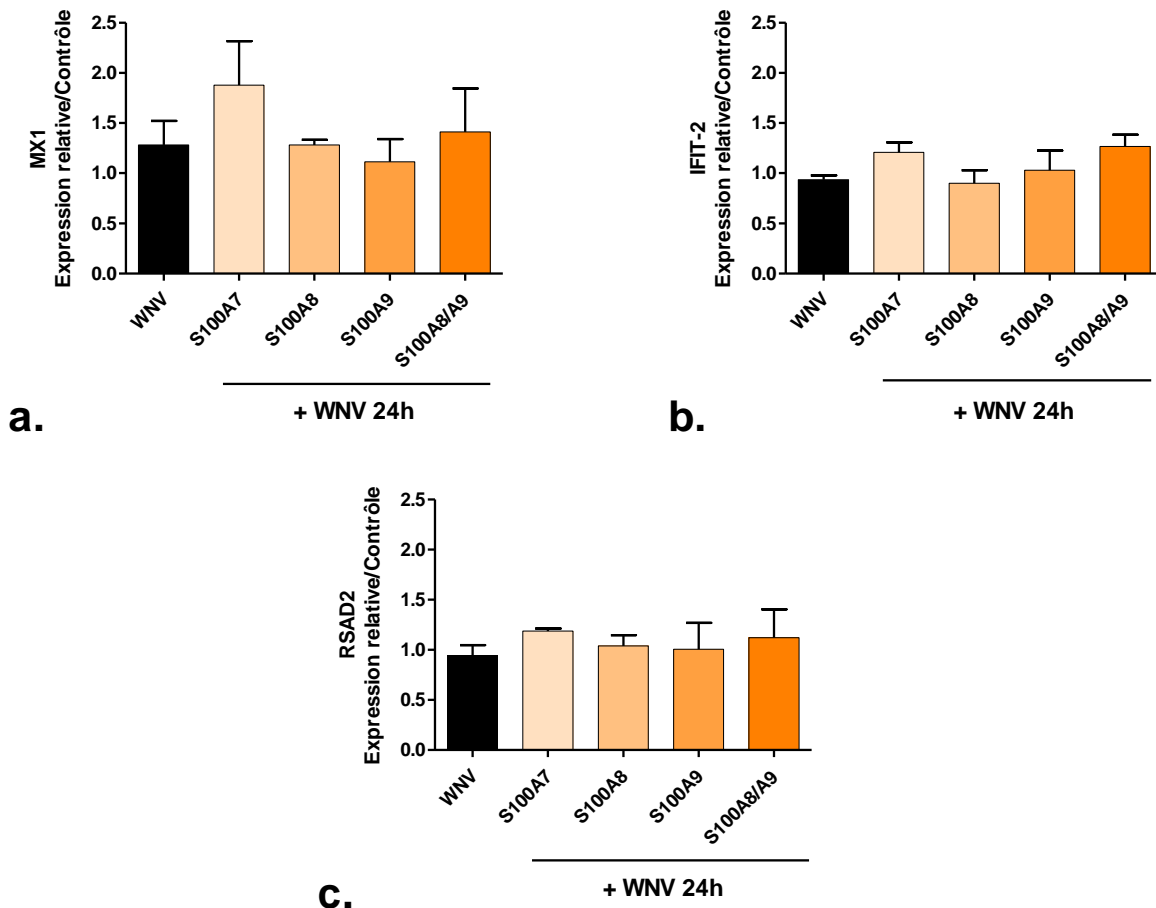 MX1
Expression relative/Contrôle
2.5
2.0
1.5
1.0
0.5
0.0
WNV
S100A7
S100A8
S100A9
S100A8/A9
+ WNV 24h
a.
IFIT-2
Expression relative/Contrôle
2.5
2.0
1.5
1.0
0.5
0.0
WNV
S100A7
S100A8
S100A9
S100A8/A9
+ WNV 24h
b.
RSAD2
Expression relative/Contrôle
2.5
2.0
1.5
1.0
0.5
0.0
WNV
S100A7
S100A8
S100A9
S100A8/A9
+ WNV 24h
c.